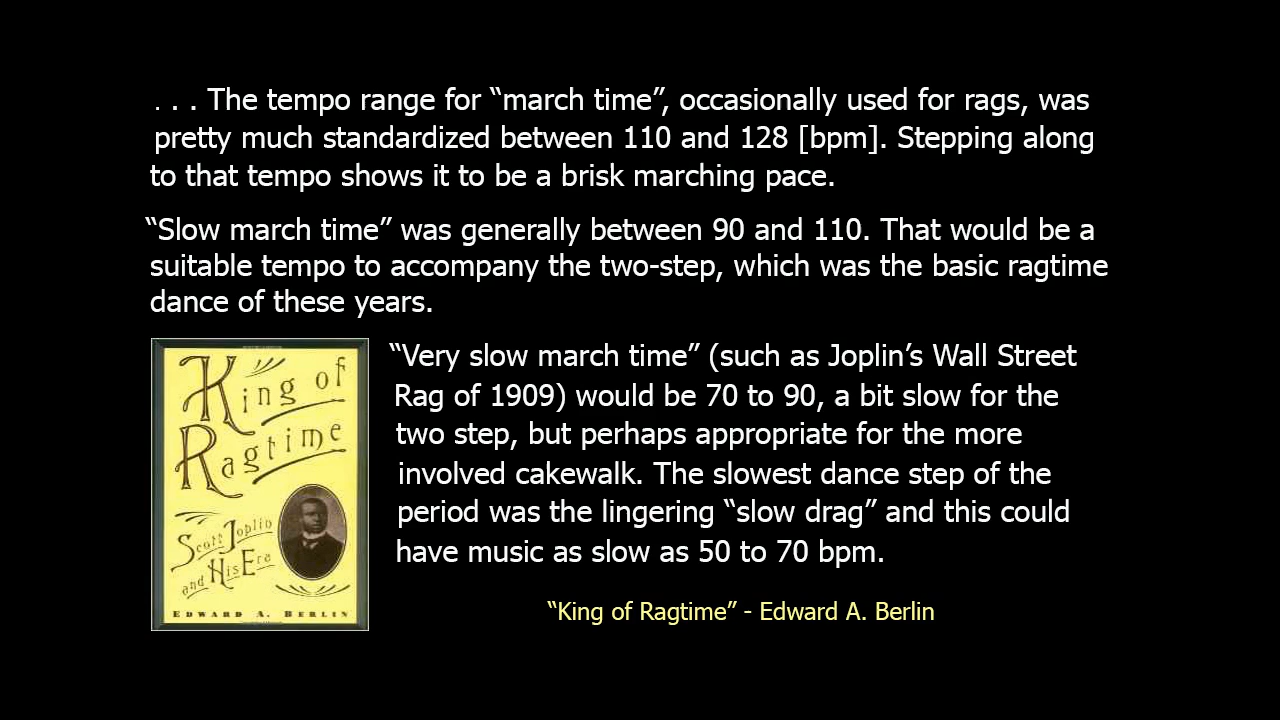 . . . The tempo range for “march time”, occasionally used for rags, was
pretty much standardized between 110 and 128 [bpm]. Stepping along
to that tempo shows it to be a brisk marching pace.
“Slow march time” was generally between 90 and 110. That would be a
suitable tempo to accompany the two-step, which was the basic ragtime
dance of these years.
“Very slow march time” (such as Joplin’s Wall Street
Rag of 1909) would be 70 to 90, a bit slow for the
two step, but perhaps appropriate for the more
involved cakewalk. The slowest dance step of the
period was the lingering “slow drag” and this could
have music as slow as 50 to 70 bpm.
“King of Ragtime” - Edward A. Berlin
King of
Ragtime
Scott Joplin
and His Era
EDWARD A. BERLIN